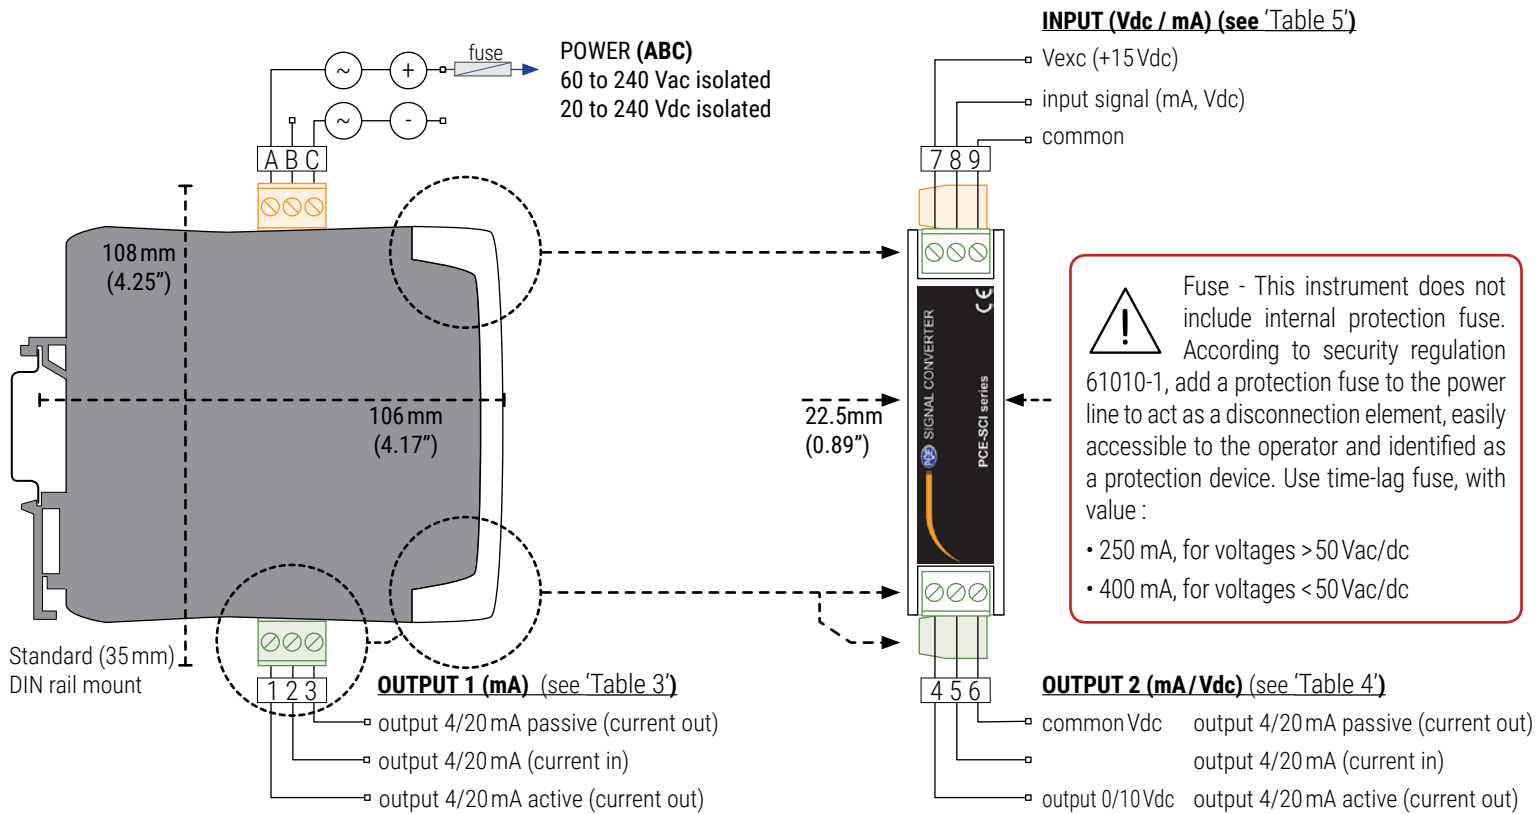 INPUT (Vdc / mA) (see ‘Table 5’)
Vexc (+15 Vdc)
input signal (mA, Vdc)
common
7 8 9
fuse
~ +
~ -
POWER (ABC)
60 to 240 Vac isolated
20 to 240 Vdc isolated
A B C
108 mm
(4.25”)
106 mm
(4.17”)
22.5mm
(0.89”)
CE
SIGNAL CONVERTER
PCE
PCE-SCI series
!
Fuse - This instrument does not
include internal protection fuse.
According to security regulation
61010-1, add a protection fuse to the power
line to act as a disconnection element, easily
accessible to the operator and identified as
a protection device. Use time-lag fuse, with
value :
• 250 mA, for voltages > 50 Vac/dc
• 400 mA, for voltages < 50 Vac/dc
Standard (35 mm)
DIN rail mount
1 2 3
OUTPUT 1 (mA) (see ‘Table 3’)
output 4/20 mA passive (current out)
output 4/20 mA (current in)
output 4/20 mA active (current out)
4 5 6
OUTPUT 2 (mA / Vdc) (see ‘Table 4’)
common Vdc output 4/20 mA passive (current out)
output 4/20 mA (current in)
output 0/10 Vdc output 4/20 mA active (current out)